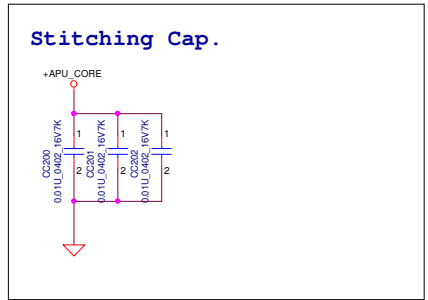 Stitching Cap.
+APU_CORE
1
1
1
CC200
0.01U_0402_16V7K
CC201
0.01U_0402_16V7K
CC202
0.01U_0402_16V7K
2
2
2